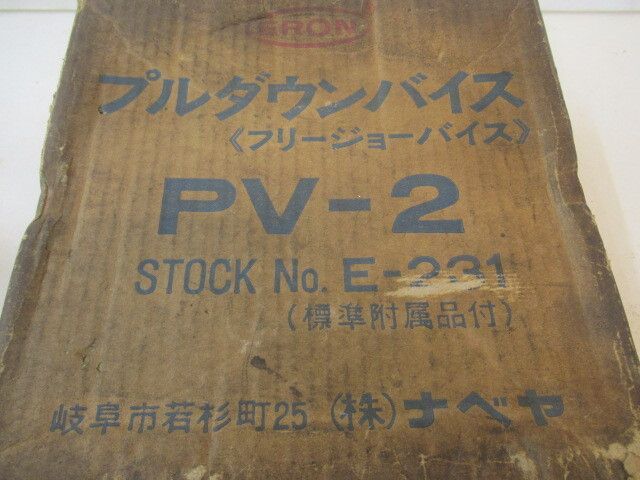 ERON
プルダウンバイス
《フリージョーバイス》
PV-2
STOCK No. E-231
(標準附属品付)
岐阜市若杉町25 (株)ナベヤ